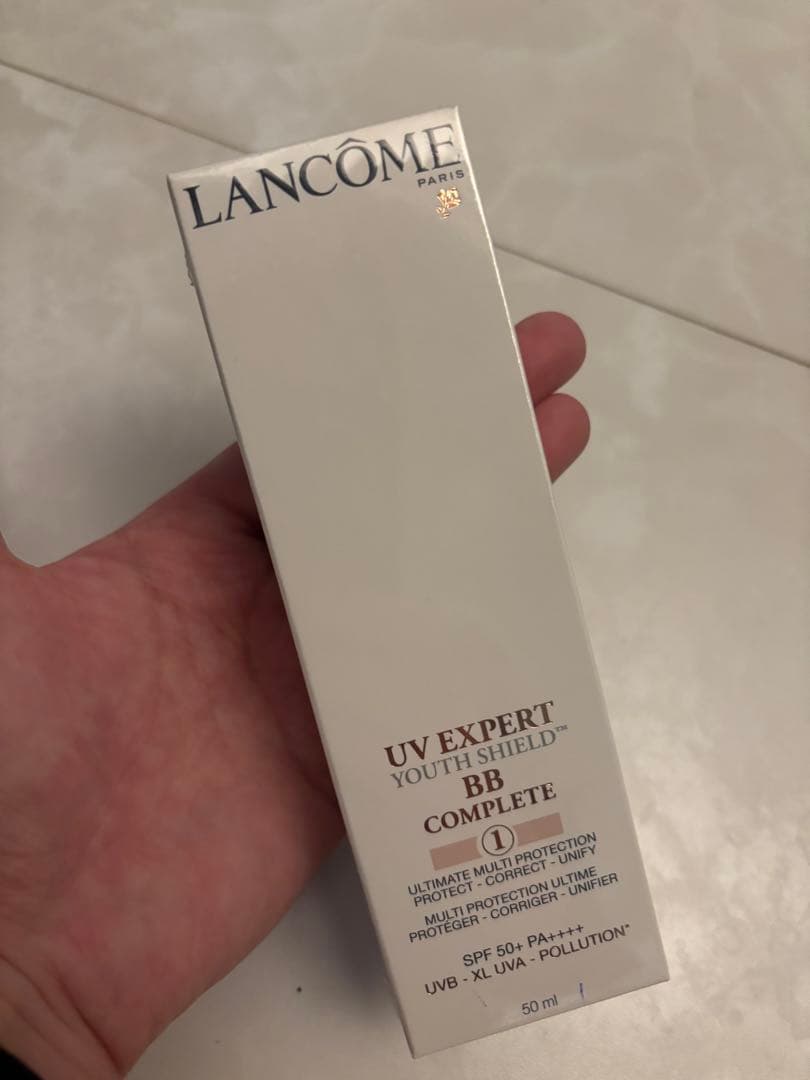 LANCÔME
PARIS
UV EXPERT
YOUTH SHIELD™
BB
COMPLETE
1
ULTIMATE MULTI PROTECTION
PROTECT - CORRECT - UNIFY
MULTI PROTECTION ULTIME
PROTÉGER - CORRIGER - UNIFIER
SPF 50+ PA++++
UVB - XL UVA - POLLUTION*
50 ml